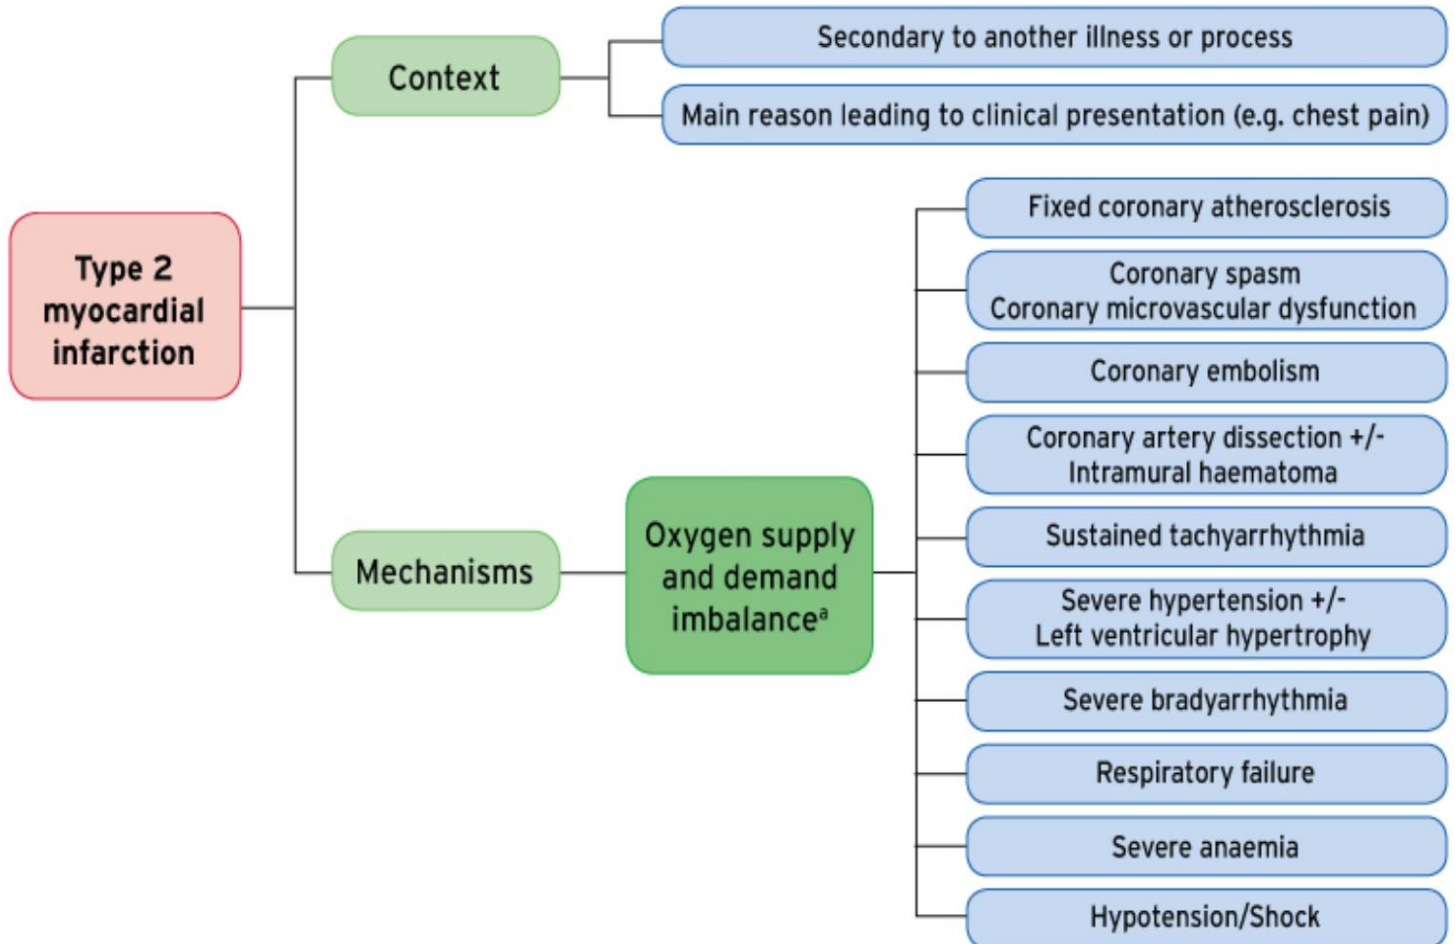 Secondary to another illness or process
Context
Main reason leading to clinical presentation (e.g. chest pain)
Type 2
myocardial
infarction
Fixed coronary atherosclerosis
Coronary spasm
Coronary microvascular dysfunction
Coronary embolism
Coronary artery dissection +/-
Intramural haematoma
Mechanisms
Oxygen supply
and demand
imbalanceᵃ
Sustained tachyarrhythmia
Severe hypertension +/-
Left ventricular hypertrophy
Severe bradyarrhythmia
Respiratory failure
Severe anaemia
Hypotension/Shock